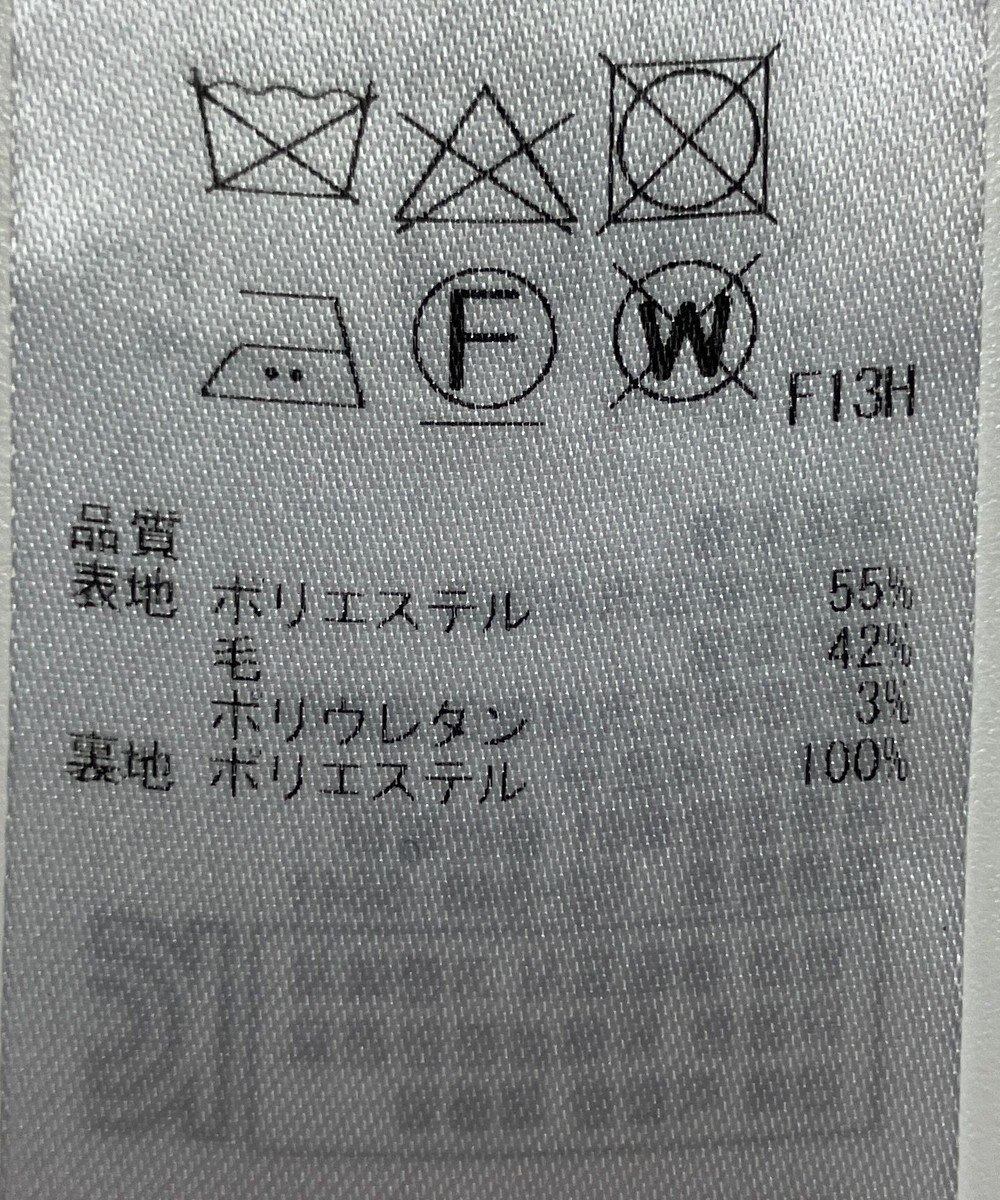 F W F13H
品質
表地 ポリエステル 55%
毛 42%
ポリウレタン 3%
裏地 ポリエステル 100%